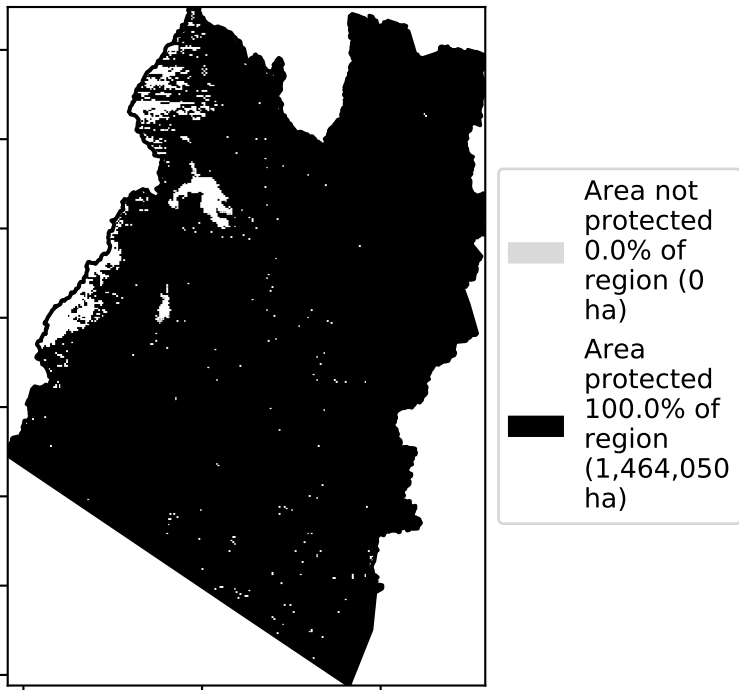 Area not
protected
0.0% of
region (0
ha)
Area
protected
100.0% of
region
(1,464,050
ha)